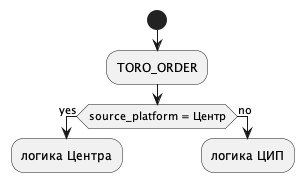 TORO_ORDER
yes
source_platform = Центр
no
логика Центра
логика ЦИП